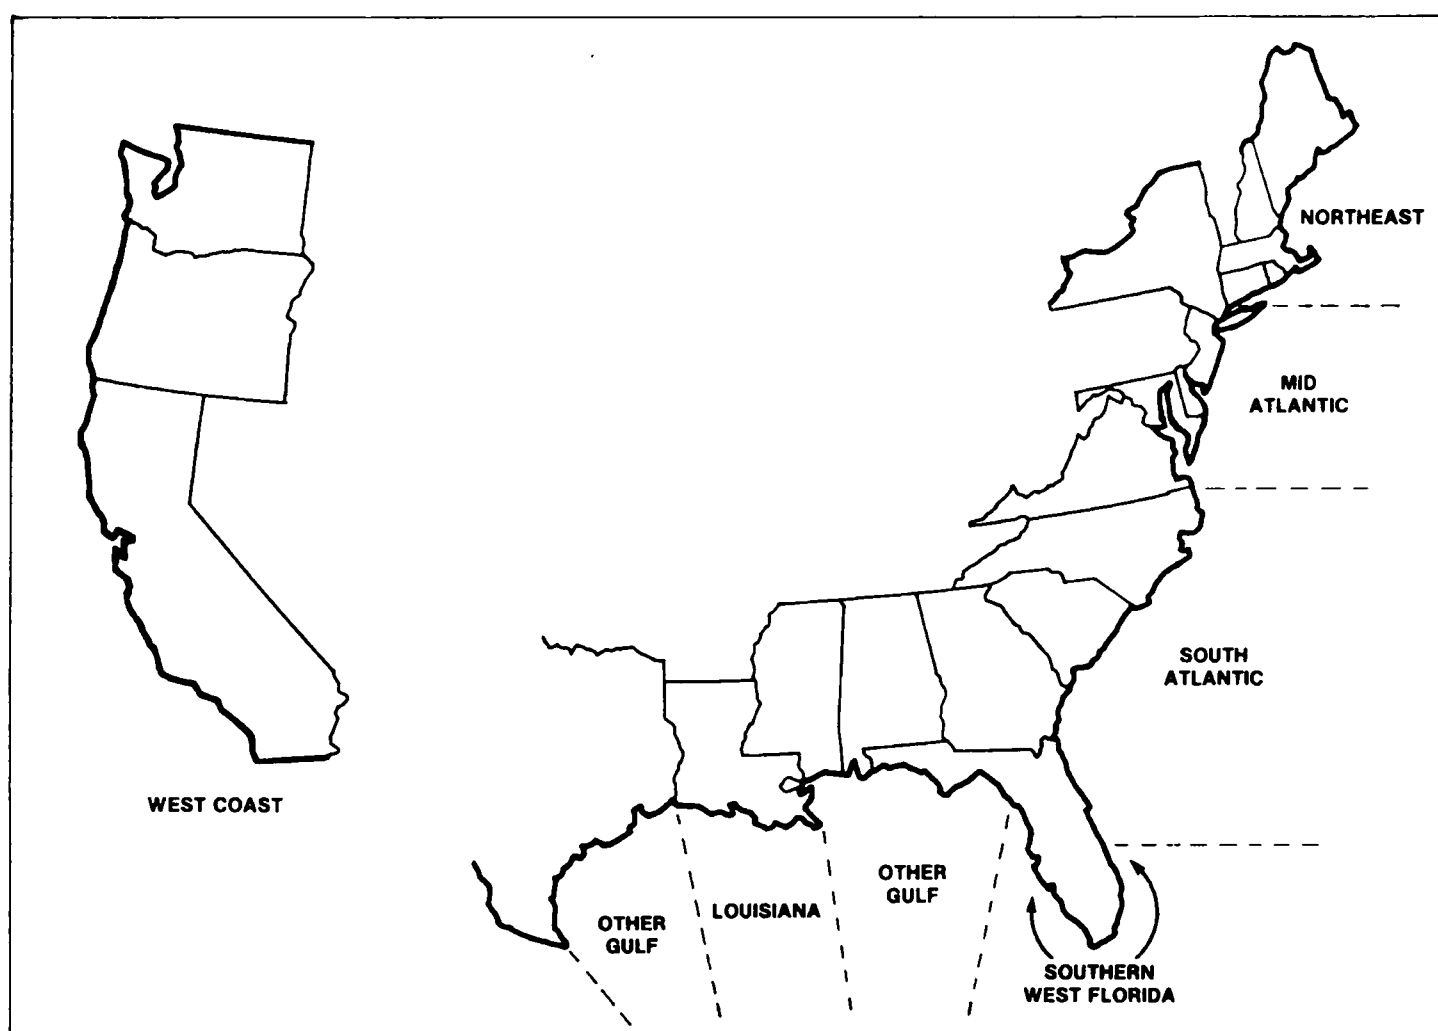 NORTHEAST
MID
ATLANTIC
SOUTH
ATLANTIC
WEST COAST
OTHER
GULF
LOUISIANA
OTHER
GULF
SOUTHERN
WEST FLORIDA